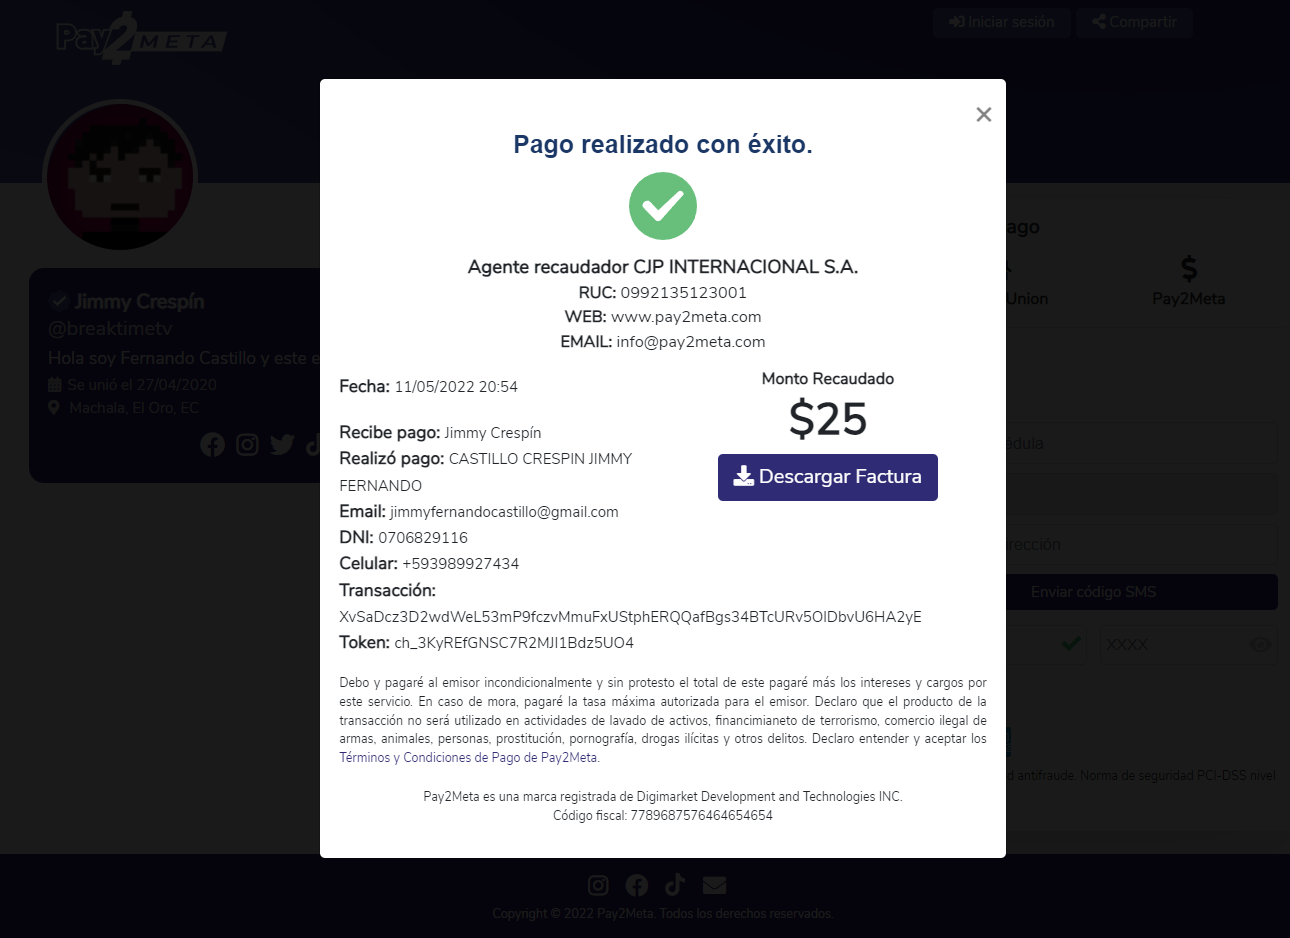 Pay2META
Iniciar sesión
Compartir
Pago realizado con éxito.
Agente recaudador CJP INTERNACIONAL S.A.
RUC: 0992135123001
WEB: www.pay2meta.com
EMAIL: info@pay2meta.com
Fecha: 11/05/2022 20:54
Monto Recaudado
$25
Descargar Factura
Recibe pago: Jimmy Crespín
Realizó pago: CASTILLO CRESPIN JIMMY
FERNANDO
Email: jimmyfernandocastillo@gmail.com
DNI: 0706829116
Celular: +593989927434
Transacción:
XvSaDcz3D2wdWeL53mP9fczvMmuFxUStphERQQafBgs34BTcURv5OlDbvU6HA2yE
Token: ch_3KyREfGNSC7R2MJI1Bdz5UO4
Debo y pagaré al emisor incondicionalmente y sin protesto el total de este pagaré más los intereses y cargos por
este servicio. En caso de mora, pagaré la tasa máxima autorizada para el emisor. Declaro que el producto de la
transacción no será utilizado en actividades de lavado de activos, financimianeto de terrorismo, comercio ilegal de
armas, animales, personas, prostitución, pornografía, drogas ilícitas y otros delitos. Declaro entender y aceptar los
Términos y Condiciones de Pago de Pay2Meta.
Pay2Meta es una marca registrada de Digimarket Development and Technologies INC.
Código fiscal: 7789687576464654654
Jimmy Crespín
@breaktimetv
Hola soy Fernando Castillo y este e
Se unió el 27/04/2020
Machala, El Oro, EC
ago
Union
Pay2Meta
édula
rección
Enviar código SMS
XXXX
d antifraude. Norma de seguridad PCI-DSS nivel
Copyright © 2022 Pay2Meta. Todos los derechos reservados.